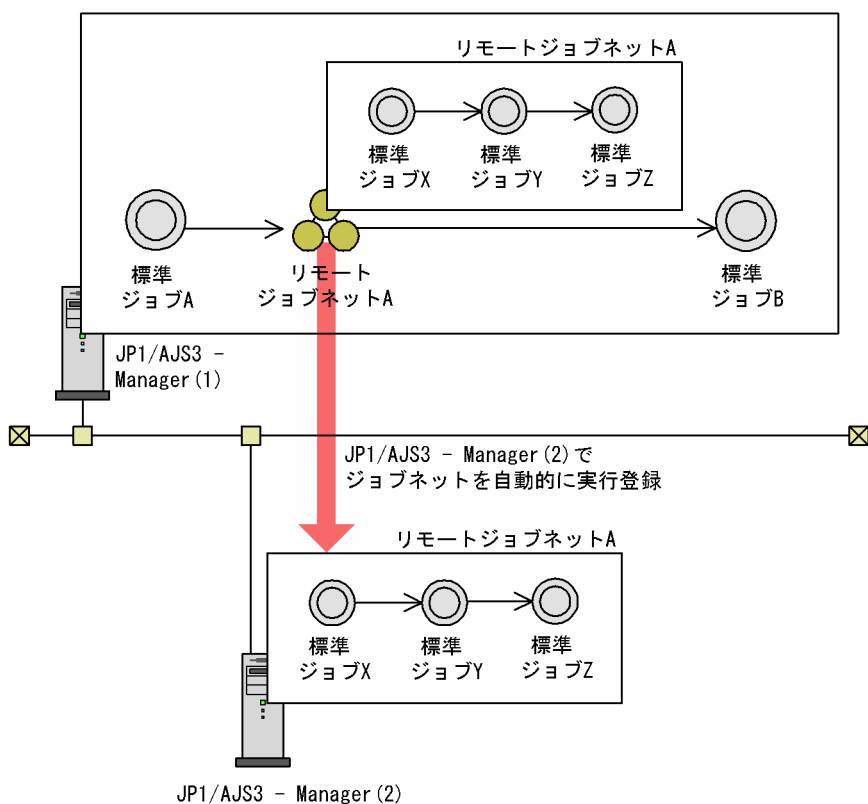 リモートジョブネットA
標準
ジョブX
標準
ジョブY
標準
ジョブZ
標準
ジョブA
リモート
ジョブネットA
標準
ジョブB
JP1/AJS3 -
Manager(1)
JP1/AJS3 - Manager(2)で
ジョブネットを自動的に実行登録
リモートジョブネットA
標準
ジョブX
標準
ジョブY
標準
ジョブZ
JP1/AJS3 - Manager(2)